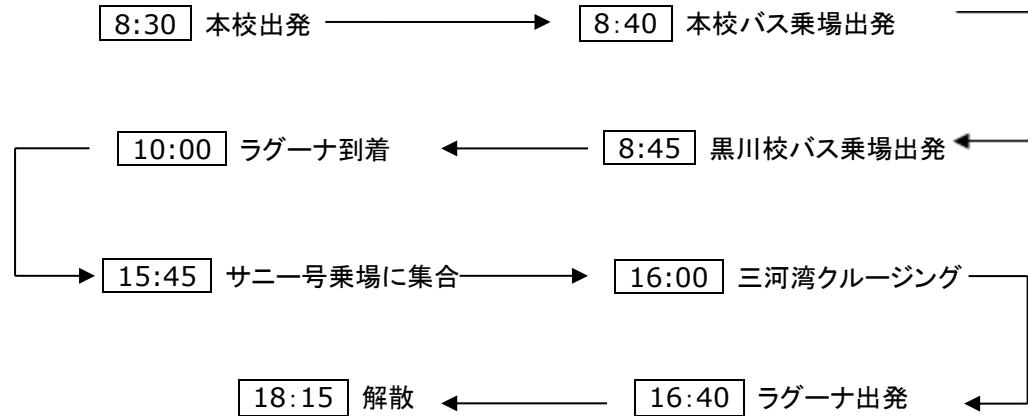 8:30 本校出発 8:40 本校バス乗場出発
8:45 黒川校バス乗場出発
10:00 ラグーナ到着
15:45 サニー号乗場に集合 16:00 三河湾クルージング
16:40 ラグーナ出発
18:15 解散